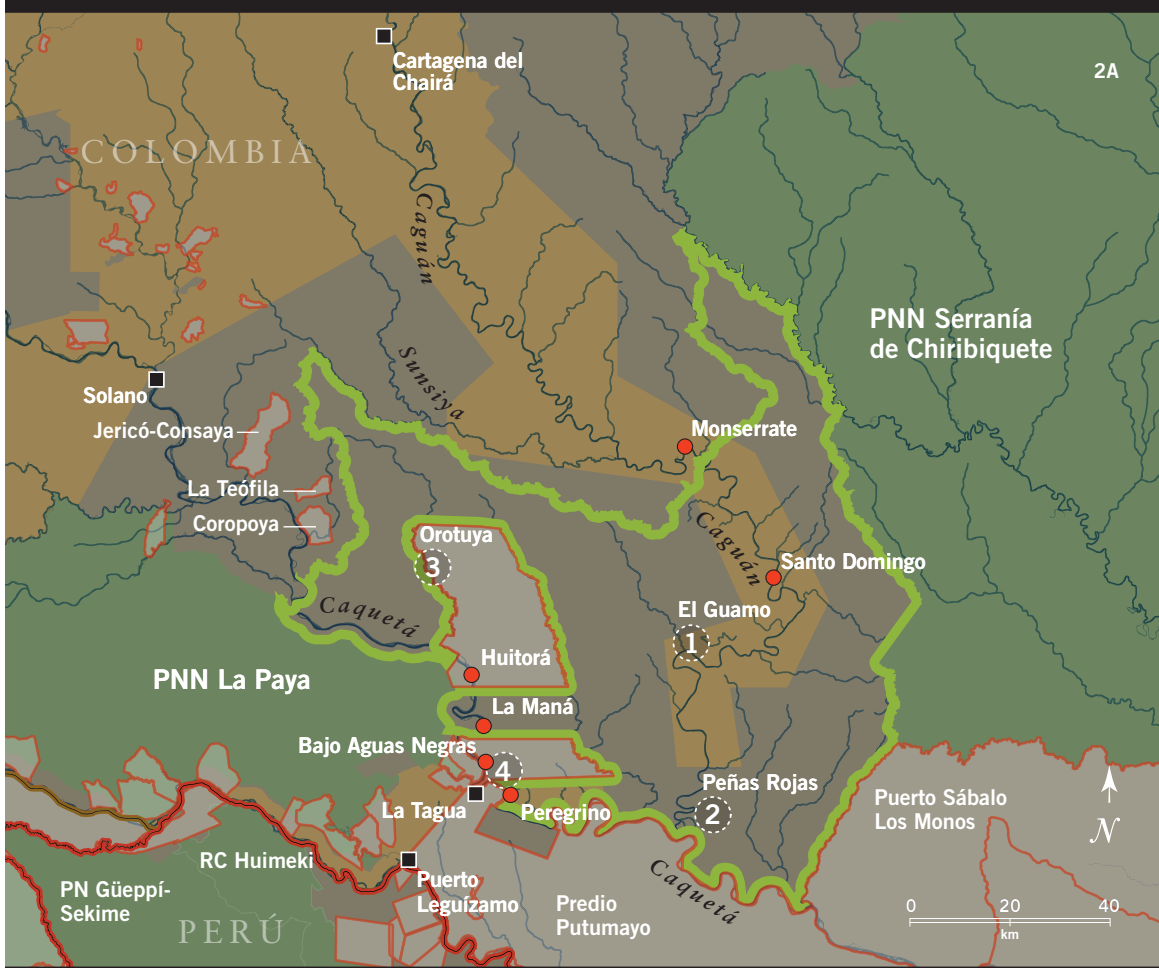 Cartagena del
Chairá
2A
COLOMBIA
Caguán
PNN Serranía
de Chiribiquete
Sunsiya
Solano
Jericó-Consaya
Monserrate
La Teófila
Coropoya
Orotuya
3
Caguán
Santo Domingo
Caquetá
El Guamo
1
Huitorá
PNN La Paya
La Maná
Bajo Aguas Negras
4
Peñas Rojas
2
La Tagua
Peregrino
Puerto Sábalo
Los Monos
N
RC Huimeki
Puerto
Leguízamo
Caquetá
PN Güeppí-
Sekime
PERÚ
Predio
Putumayo
0 20 40
km